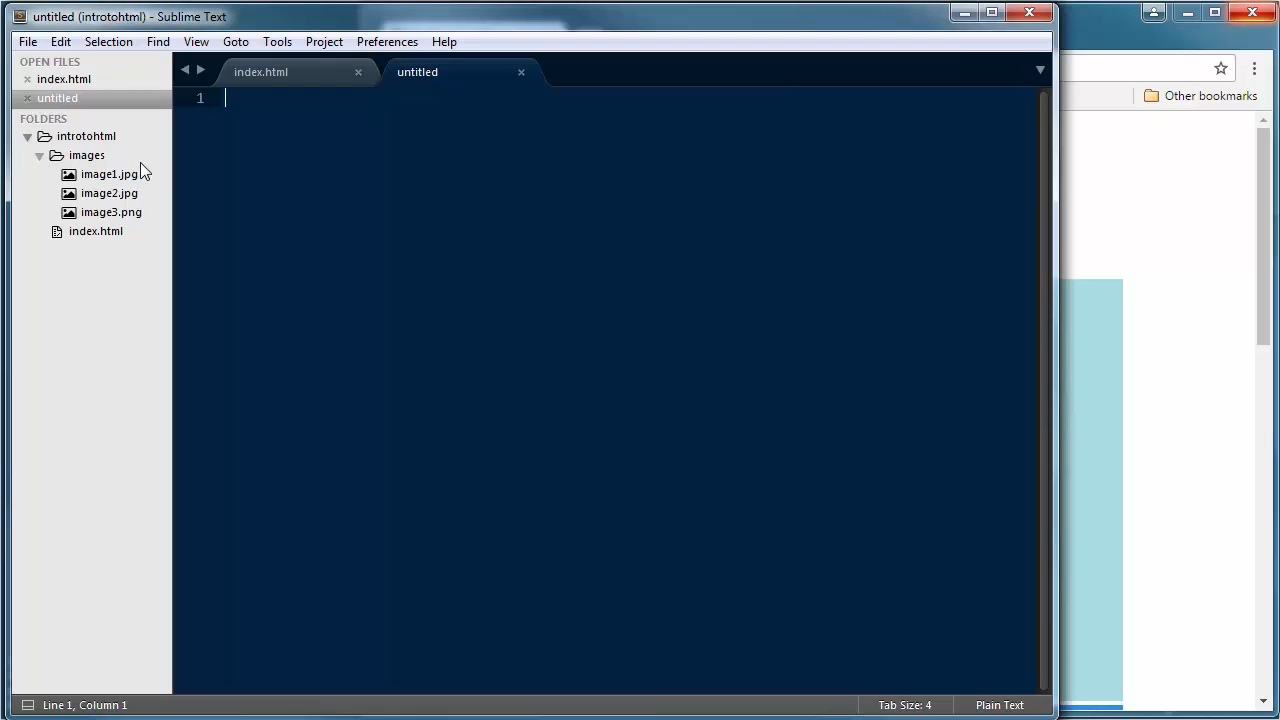 untitled (introtohtml) - Sublime Text
File Edit Selection Find View Goto Tools Project Preferences Help
OPEN FILES
index.html
untitled
FOLDERS
introtohtml
images
image1.jpg
image2.jpg
image3.png
index.html
index.html untitled
1
Other bookmarks
Line 1, Column 1 Tab Size: 4 Plain Text